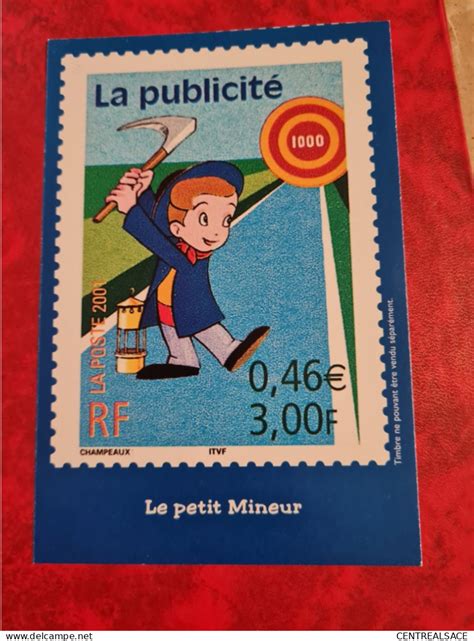 La publicité
1000
LA POSTE 2001
0,46€
3,00F
RF
CHAMPEAUX
ITVF
Timbre ne pouvant être vendu séparément.
Le petit Mineur
www.delcampe.net
CENTREALSACE